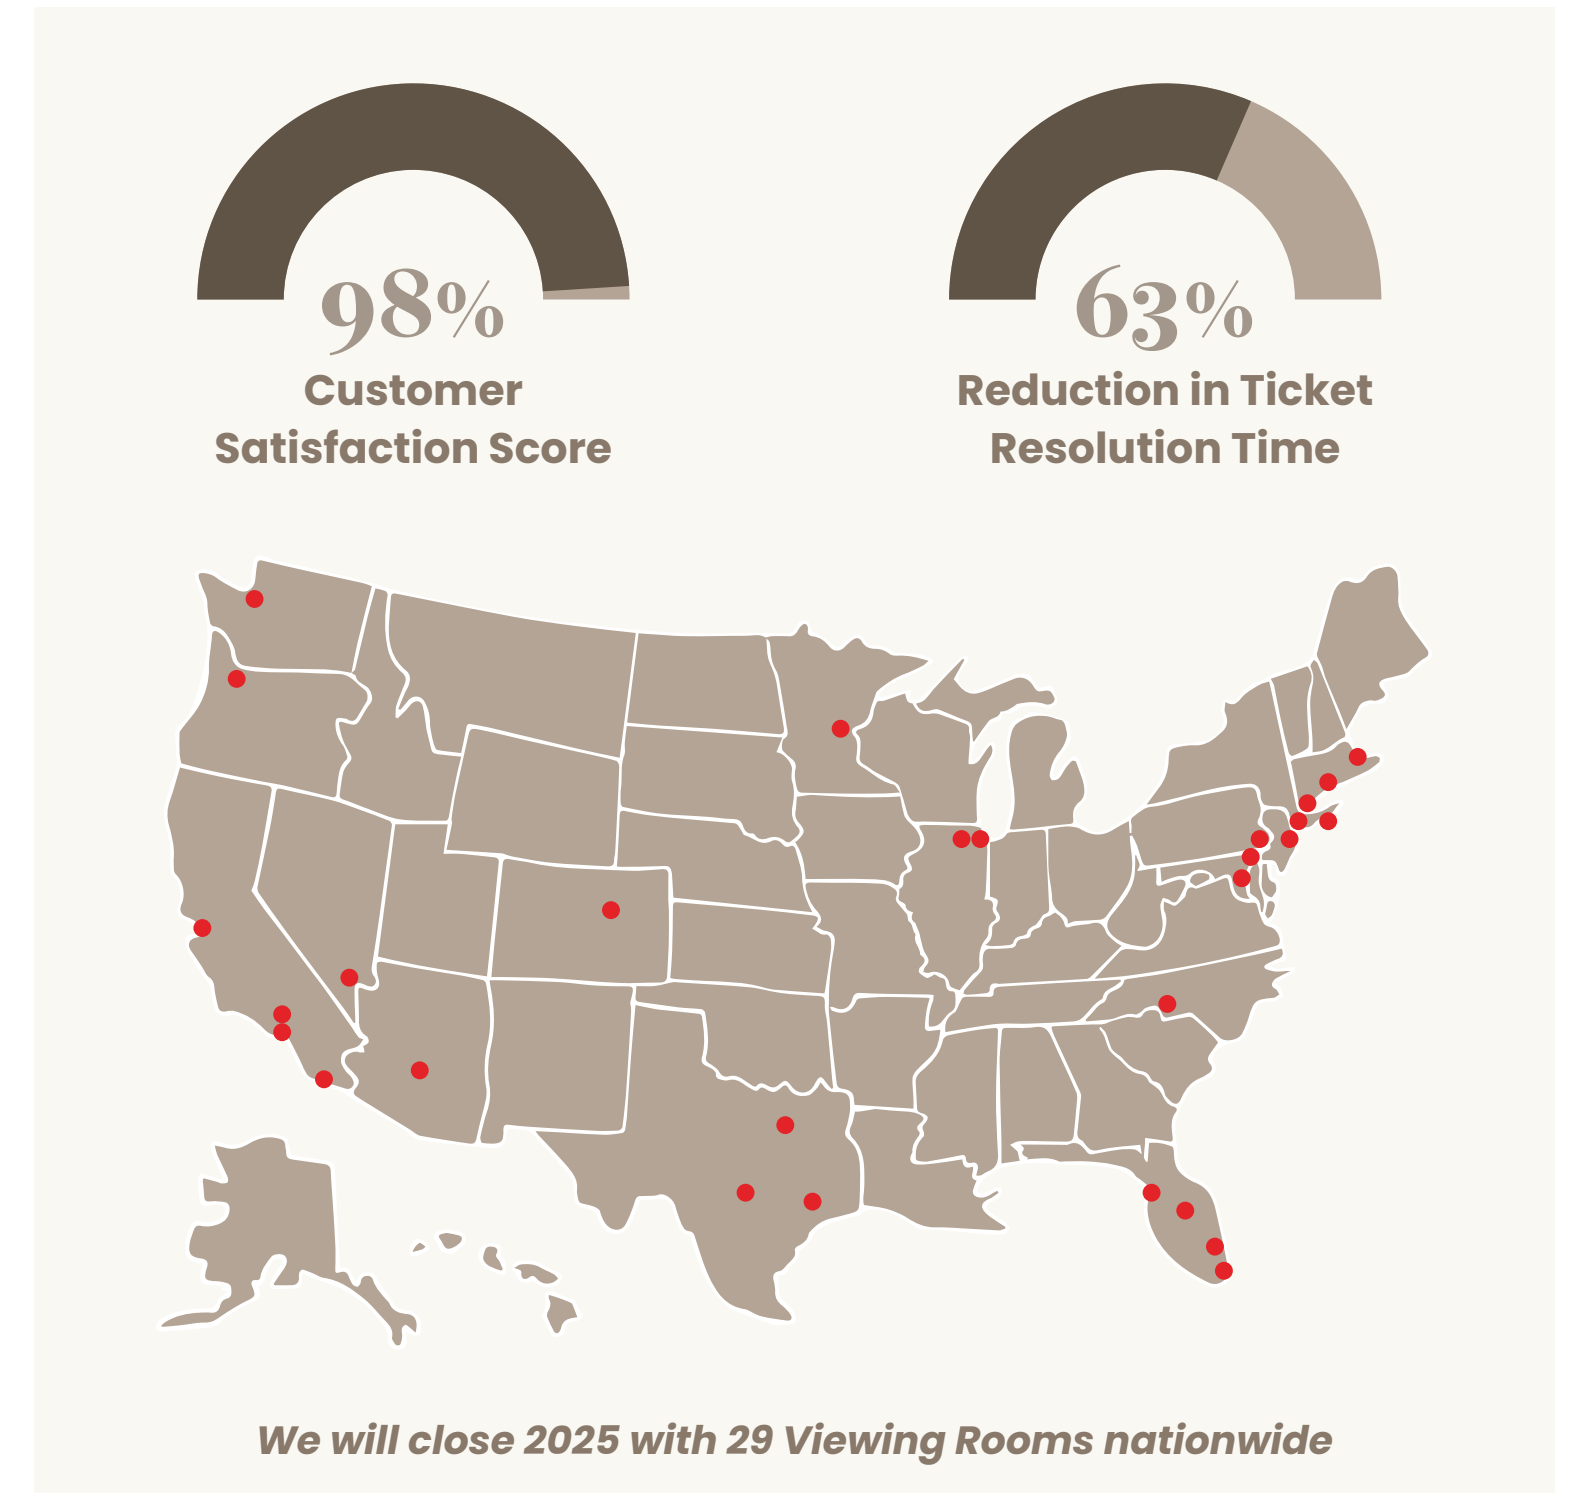 98%
Customer
Satisfaction Score
63%
Reduction in Ticket
Resolution Time
We will close 2025 with 29 Viewing Rooms nationwide